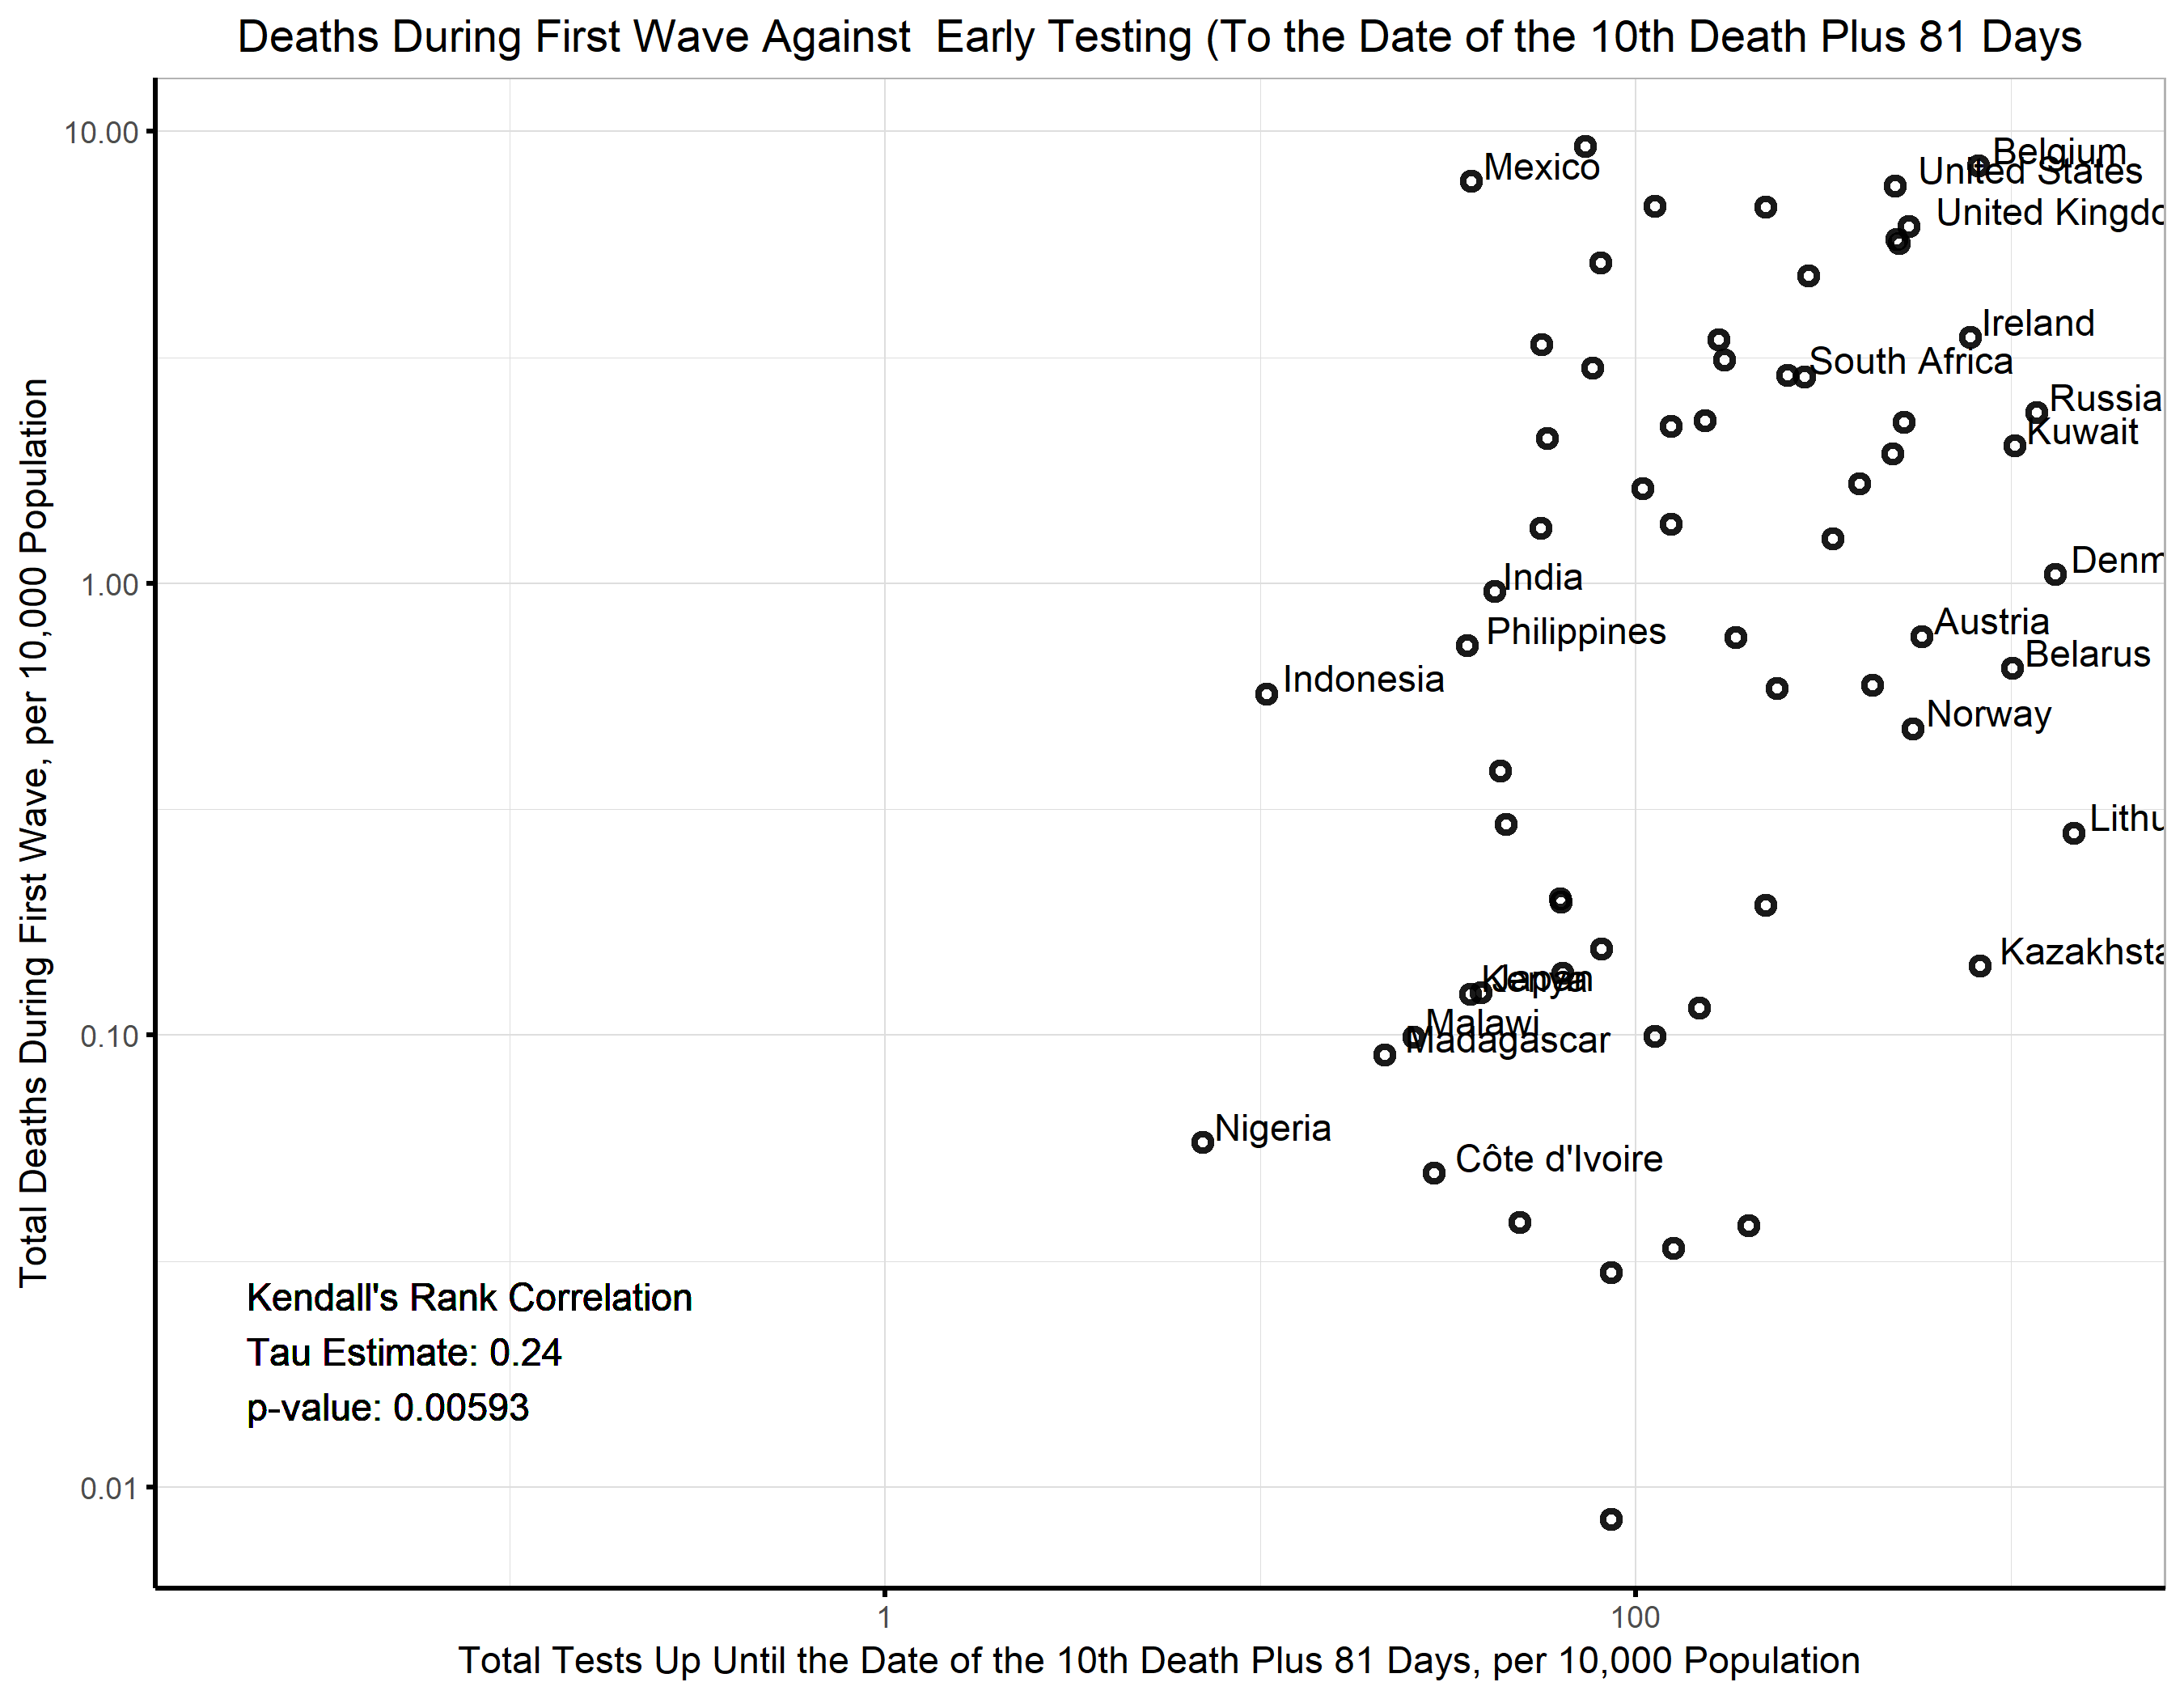 Deaths During First Wave Against  Early Testing (To the Date of the 10th Death Plus 81 Days
10.00
1.00
0.10
0.01
Total Deaths During First Wave, per 10,000 Population
Mexico
Belgium
United States
United Kingdo
Ireland
South Africa
Russia
Kuwait
India
Denm
Philippines
Austria
Indonesia
Belarus
Norway
Lithu
Kazakhsta
Kenya
Japan
Malawi
Madagascar
Nigeria
Côte d'Ivoire
Kendall's Rank Correlation
Tau Estimate: 0.24
p-value: 0.00593
1
100
Total Tests Up Until the Date of the 10th Death Plus 81 Days, per 10,000 Population